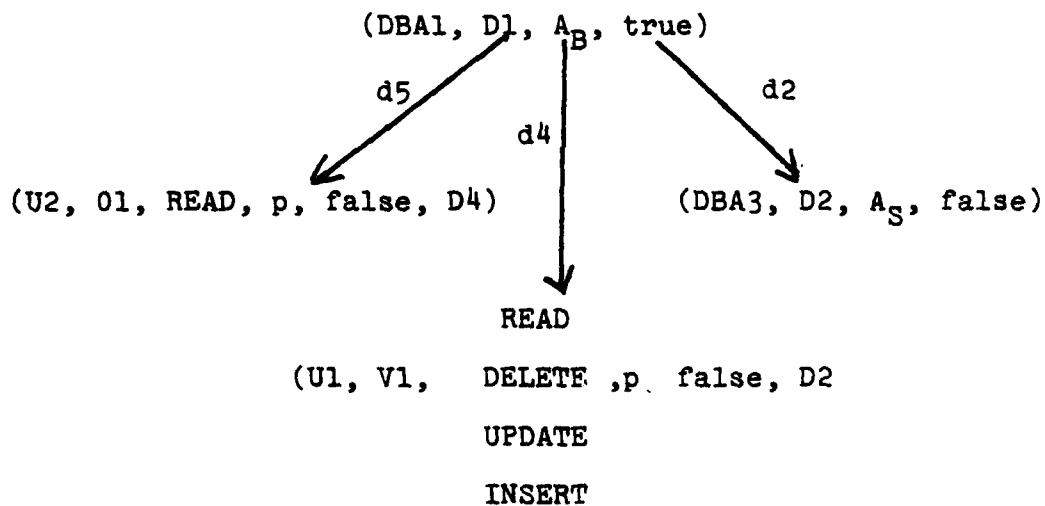 (DBA1, D1, A_B, true)
d5
d2
d4
(U2, O1, READ, p, false, D4)
(DBA3, D2, A_S, false)
READ
(U1, V1, DELETE ,p false, D2
UPDATE
INSERT